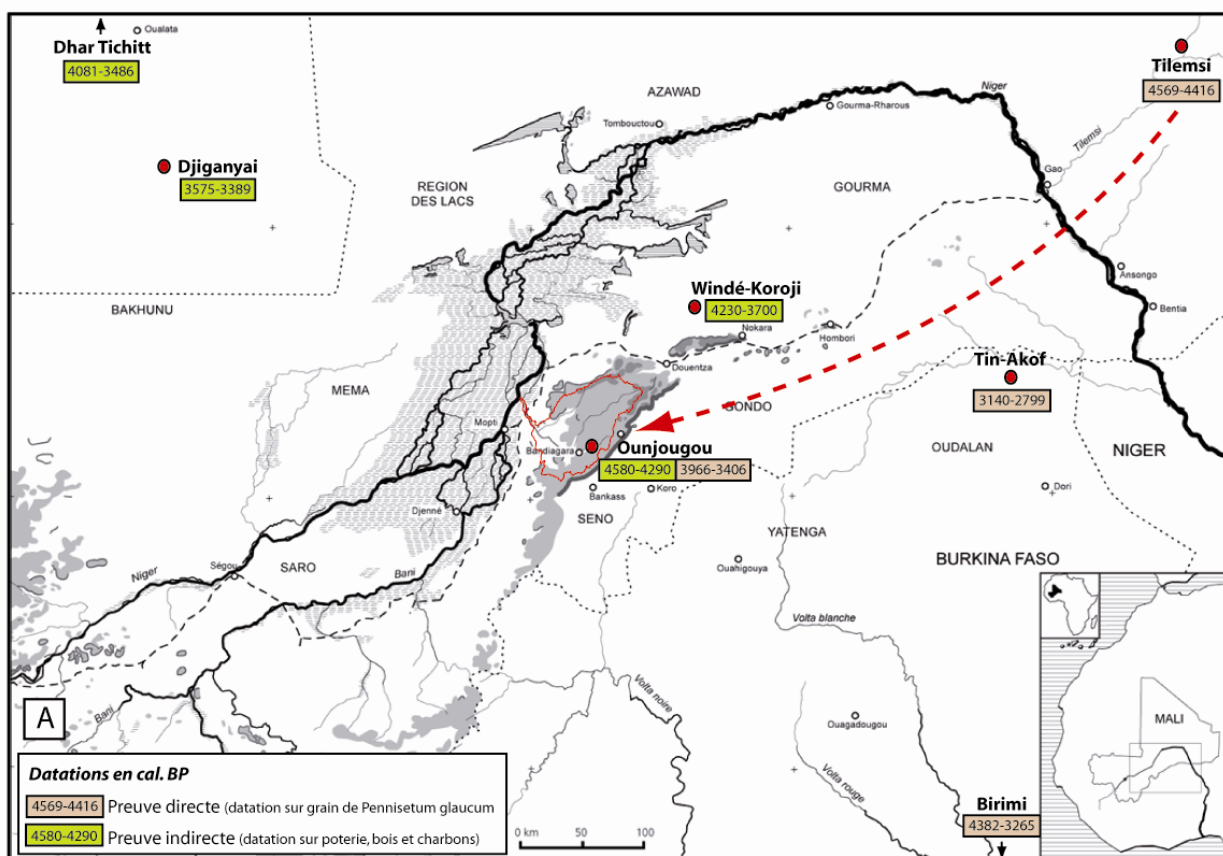 Oualata
Dhar Tichitt
4081-3486
Tilemsi
4569-4416
AZAWAD
Niger
Gourma-Rharous
Tombouctou
Tilemsi
Djiganyai
3575-3389
REGION
DES LACS
GOURMA
Gao
Ansongo
Windé-Koroji
4230-3700
Bentia
BAKHUNU
Nokara
Hombori
Douentza
Tin-Akof
3140-2799
MEMA
GONDO
OUDALAN
NIGER
Mopti
Bandiagara
Ounjougou
4580-4290 3966-3406
Bankass
Koro
Dori
Djenné
SENO
YATENGA
Ouahigouya
BURKINA FASO
Niger
Ségou
SARO
Bani
Volta blanche
Volta noire
Bani
A
Ouagadougou
MALI
Volta rouge
Datations en cal. BP
4569-4416 Preuve directe (datation sur grain de Pennisetum glaucum
4580-4290 Preuve indirecte (datation sur poterie, bois et charbons)
0 km 50 100
Birimi
4382-3265